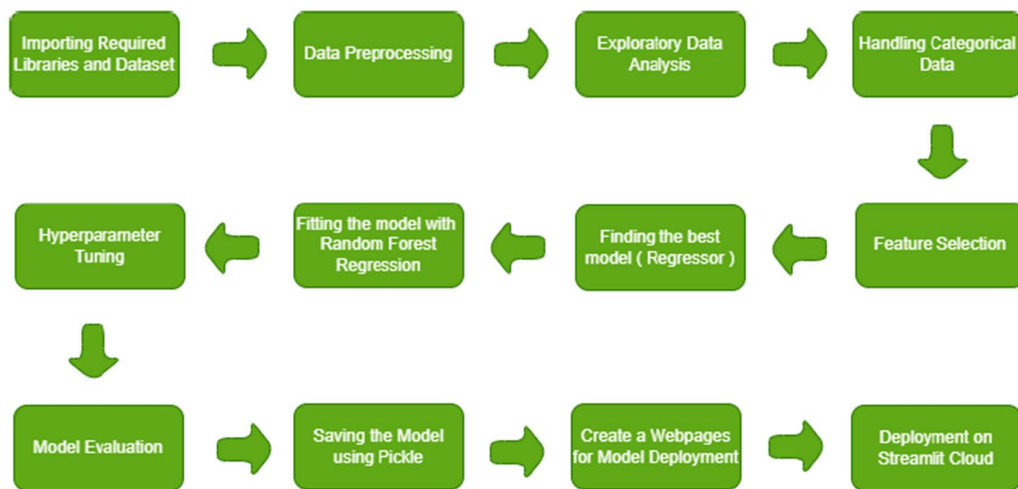 Importing Required
Libraries and Dataset
Data Preprocessing
Exploratory Data
Analysis
Handling Categorical
Data
Feature Selection
Finding the best
model ( Regressor )
Fitting the model with
Random Forest
Regression
Hyperparameter
Tuning
Model Evaluation
Saving the Model
using Pickle
Create a Webpages
for Model Deployment
Deployment on
Streamlit Cloud